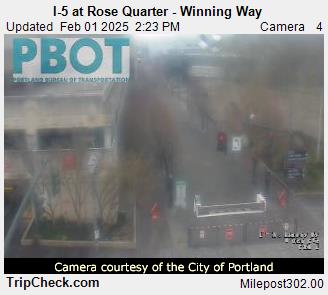 I-5 at Rose Quarter - Winning Way
Updated Feb 01 2025 2:23 PM Camera 4
PBOT
PORTLAND BUREAU OF TRANSPORTATION
Camera courtesy of the City of Portland
TripCheck.com Milepost302.00